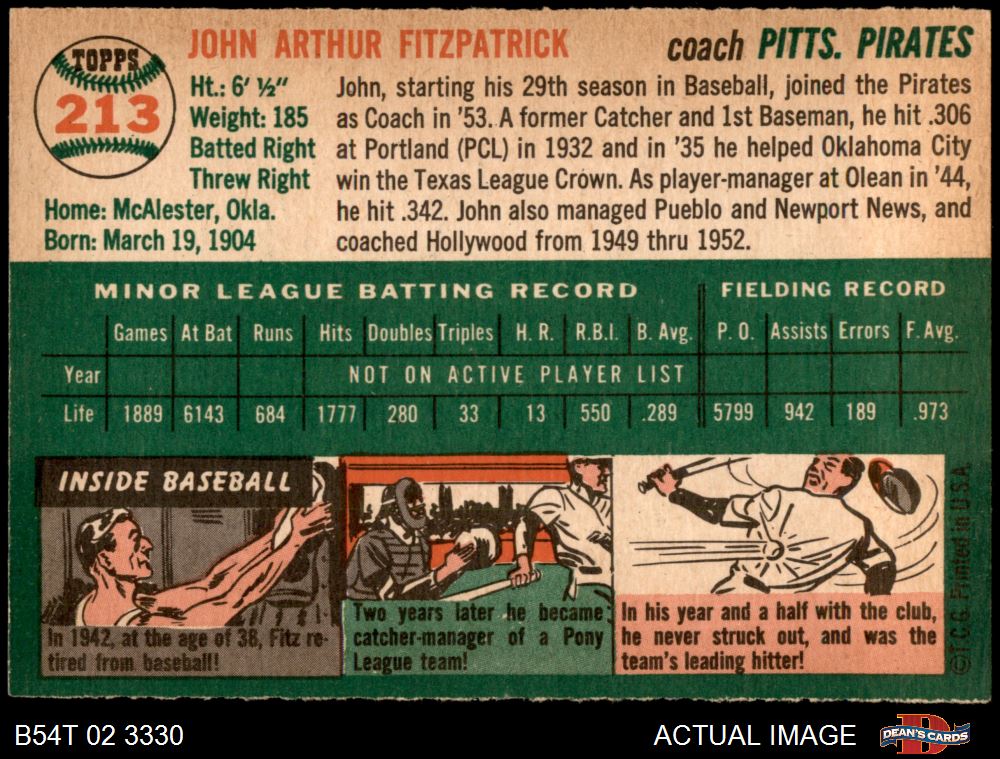 TOPPS
213
JOHN ARTHUR FITZPATRICK
coach PITTS. PIRATES
Ht.: 6' ½"
Weight: 185
Batted Right
Threw Right
Home: McAlester, Okla.
Born: March 19, 1904
John, starting his 29th season in Baseball, joined the Pirates
as Coach in '53. A former Catcher and 1st Baseman, he hit .306
at Portland (PCL) in 1932 and in '35 he helped Oklahoma City
win the Texas League Crown. As player-manager at Olean in '44,
he hit .342. John also managed Pueblo and Newport News, and
coached Hollywood from 1949 thru 1952.
MINOR LEAGUE BATTING RECORD FIELDING RECORD
Games At Bat Runs Hits Doubles Triples H. R. R.B.I. B. Avg. P. O. Assists Errors F. Avg.
Year NOT ON ACTIVE PLAYER LIST
Life 1889 6143 684 1777 280 33 13 550 .289 5799 942 189 .973
INSIDE BASEBALL
In 1942, at the age of 38, Fitz re-
tired from baseball!
Two years later he became
catcher-manager of a Pony
League team!
In his year and a half with the club,
he never struck out, and was the
team's leading hitter!
©T.C.G. Printed in U.S.A.
B54T 02 3330
ACTUAL IMAGE
D
DEAN'S CARDS